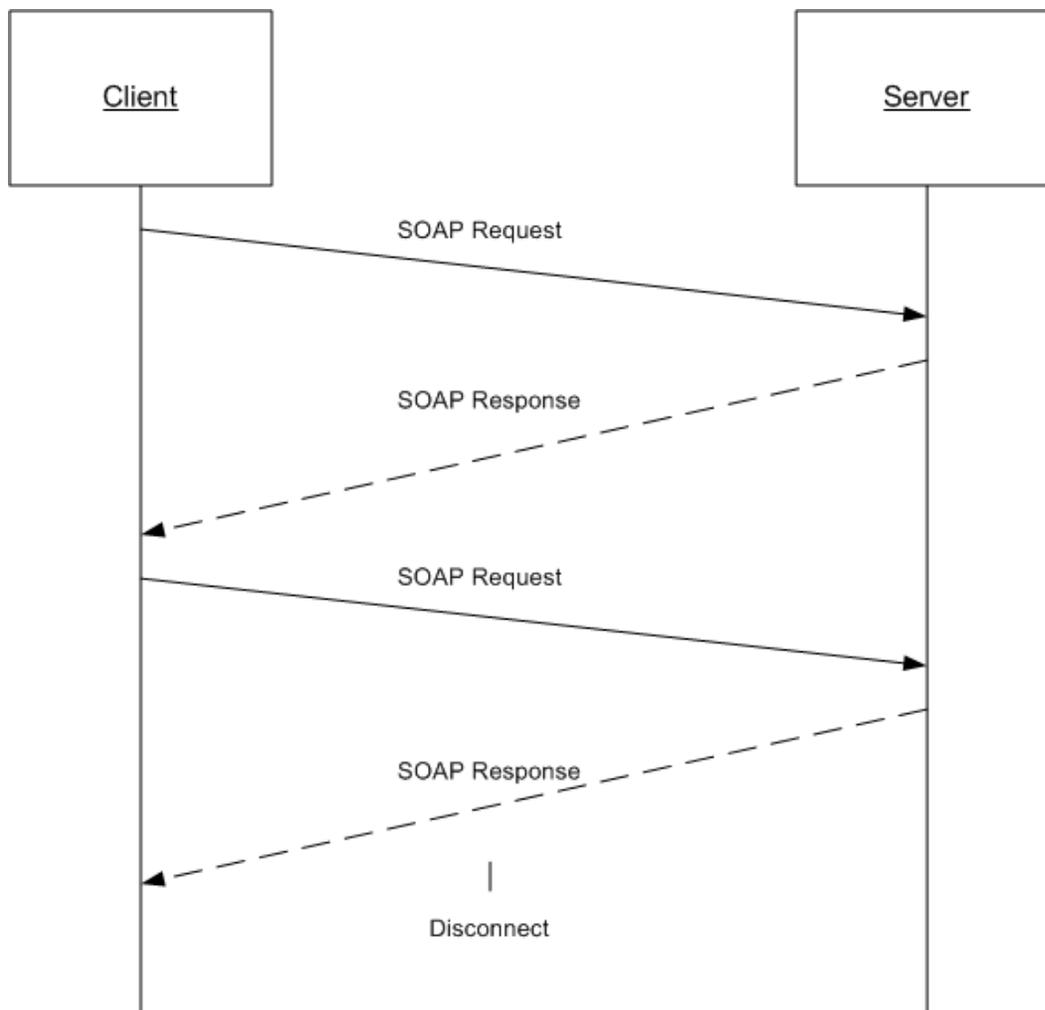 Client
Server
SOAP Request
SOAP Response
SOAP Request
SOAP Response
Disconnect